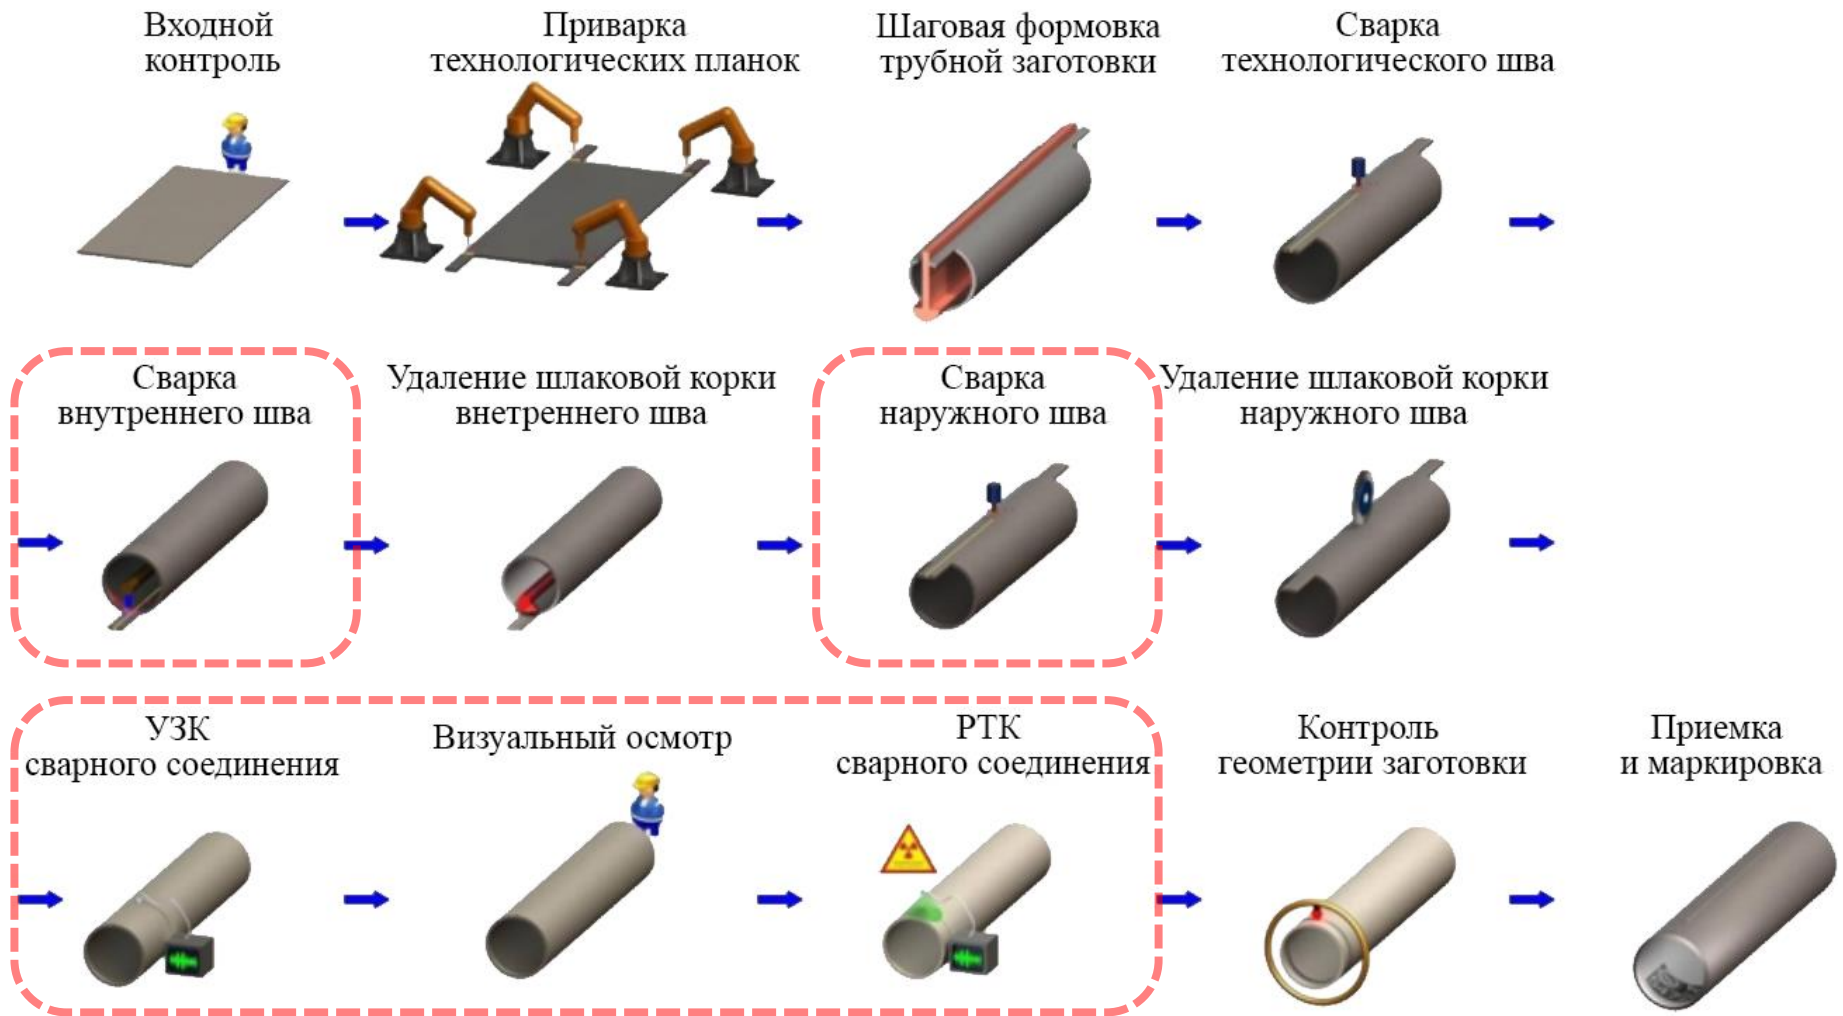 Входной
контроль
Приварка
технологических планок
Шаговая формовка
трубной заготовки
Сварка
технологического шва
Сварка
внутреннего шва
Удаление шлаковой корки
внетреннего шва
Сварка
наружного шва
Удаление шлаковой корки
наружного шва
УЗК
сварного соединения
Визуальный осмотр
РТК
сварного соединения
Контроль
геометрии заготовки
Приемка
и маркировка